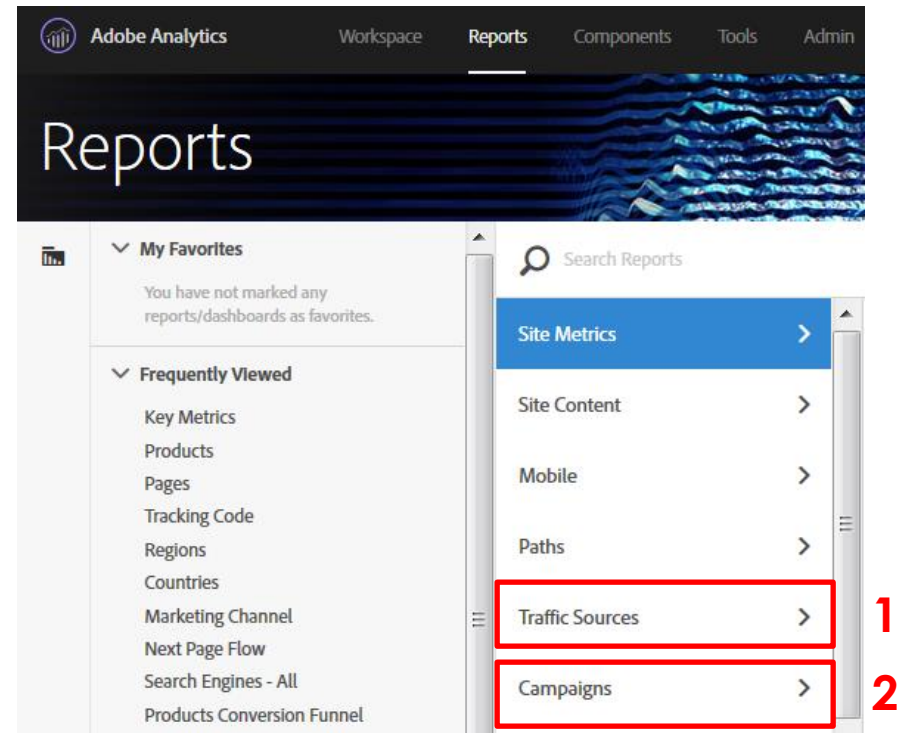 Adobe Analytics Workspace Reports Components Tools Admin
Reports
My Favorites
You have not marked any
reports/dashboards as favorites.
Frequently Viewed
Key Metrics
Products
Pages
Tracking Code
Regions
Countries
Marketing Channel
Next Page Flow
Search Engines - All
Products Conversion Funnel
Search Reports
Site Metrics
Site Content
Mobile
Paths
Traffic Sources
1
Campaigns
2